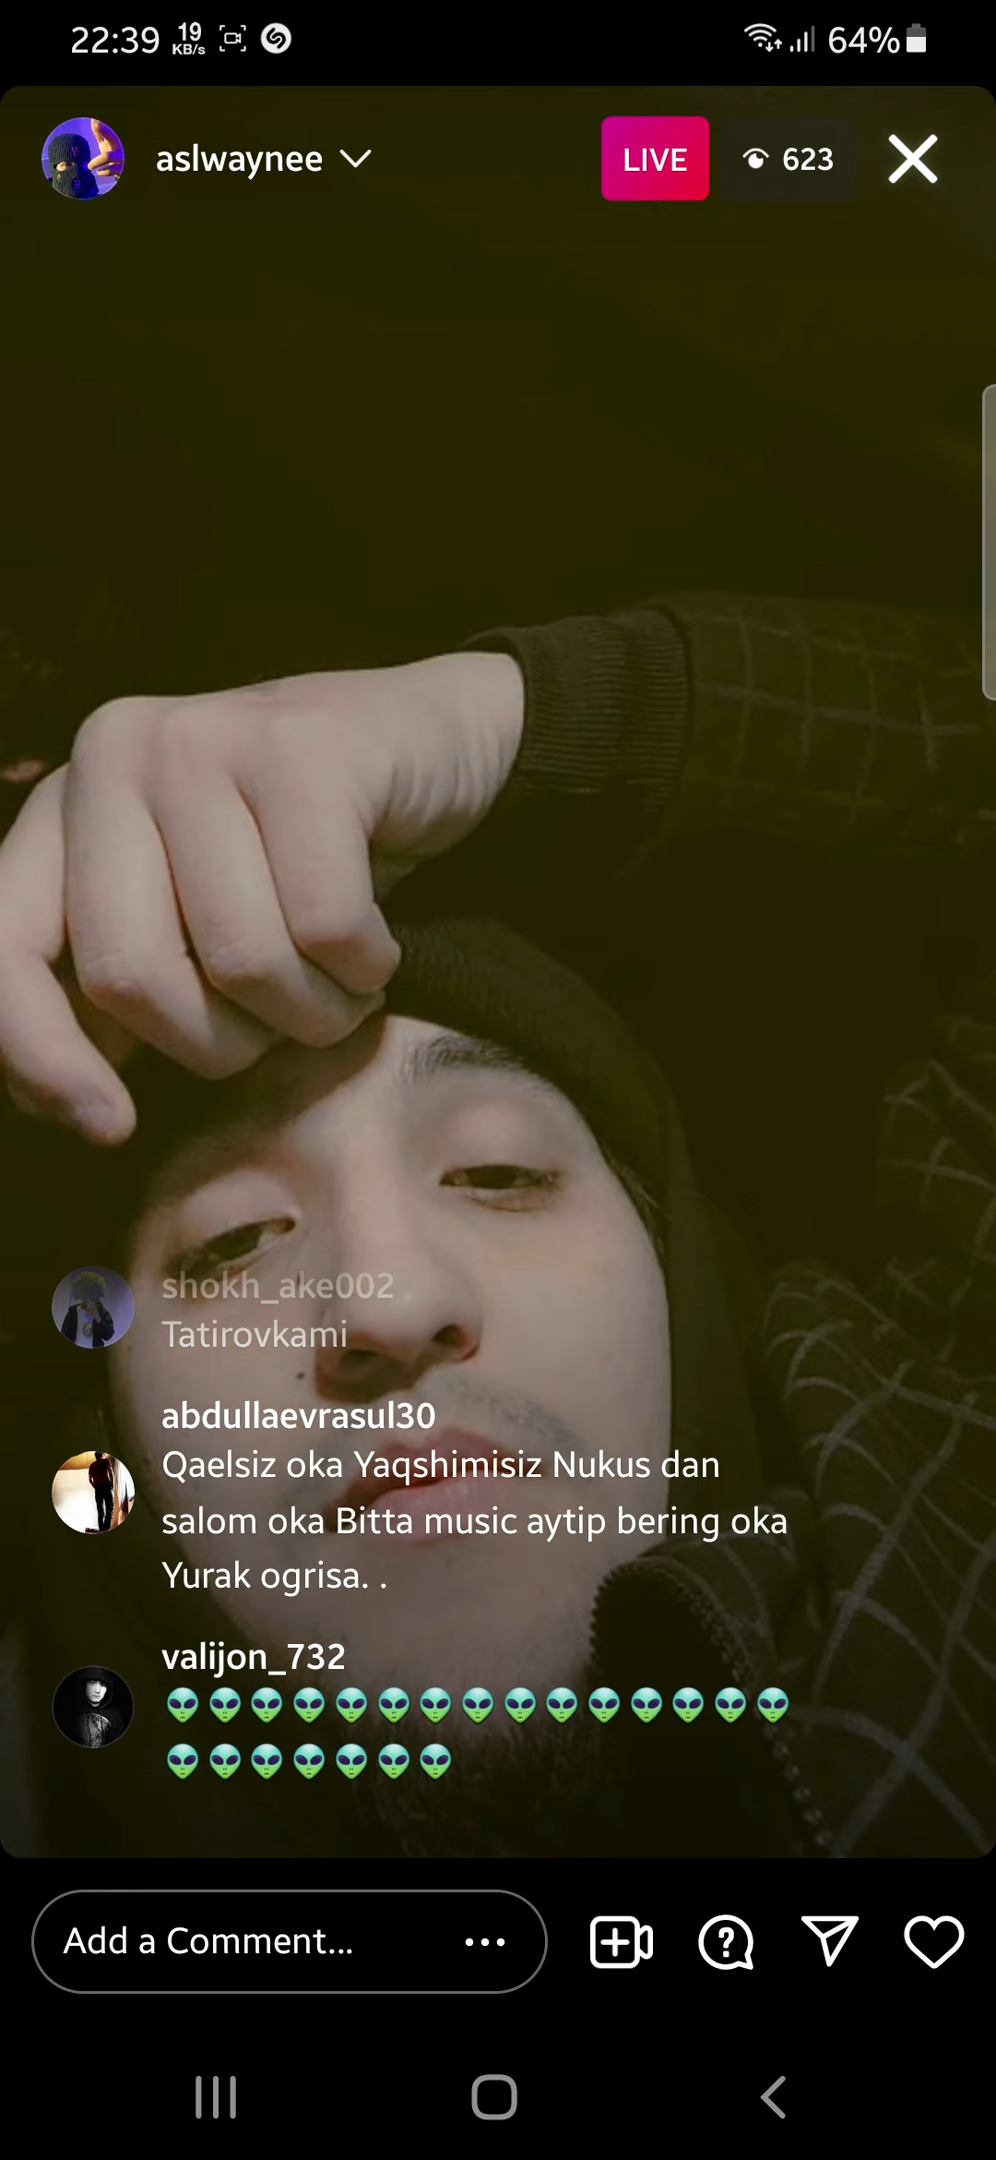 22:39 19 KB/s 64%
aslwaynee LIVE 623
shokh_ake002
Tatirovkami
abdullaevrasul30
Qaelsiz oka Yaqshimisiz Nukus dan
salom oka Bitta music aytip bering oka
Yurak ogrisa. .
valijon_732
👽👽👽👽👽👽👽👽👽👽👽👽👽👽👽
👽👽👽👽👽👽👽
Add a Comment...